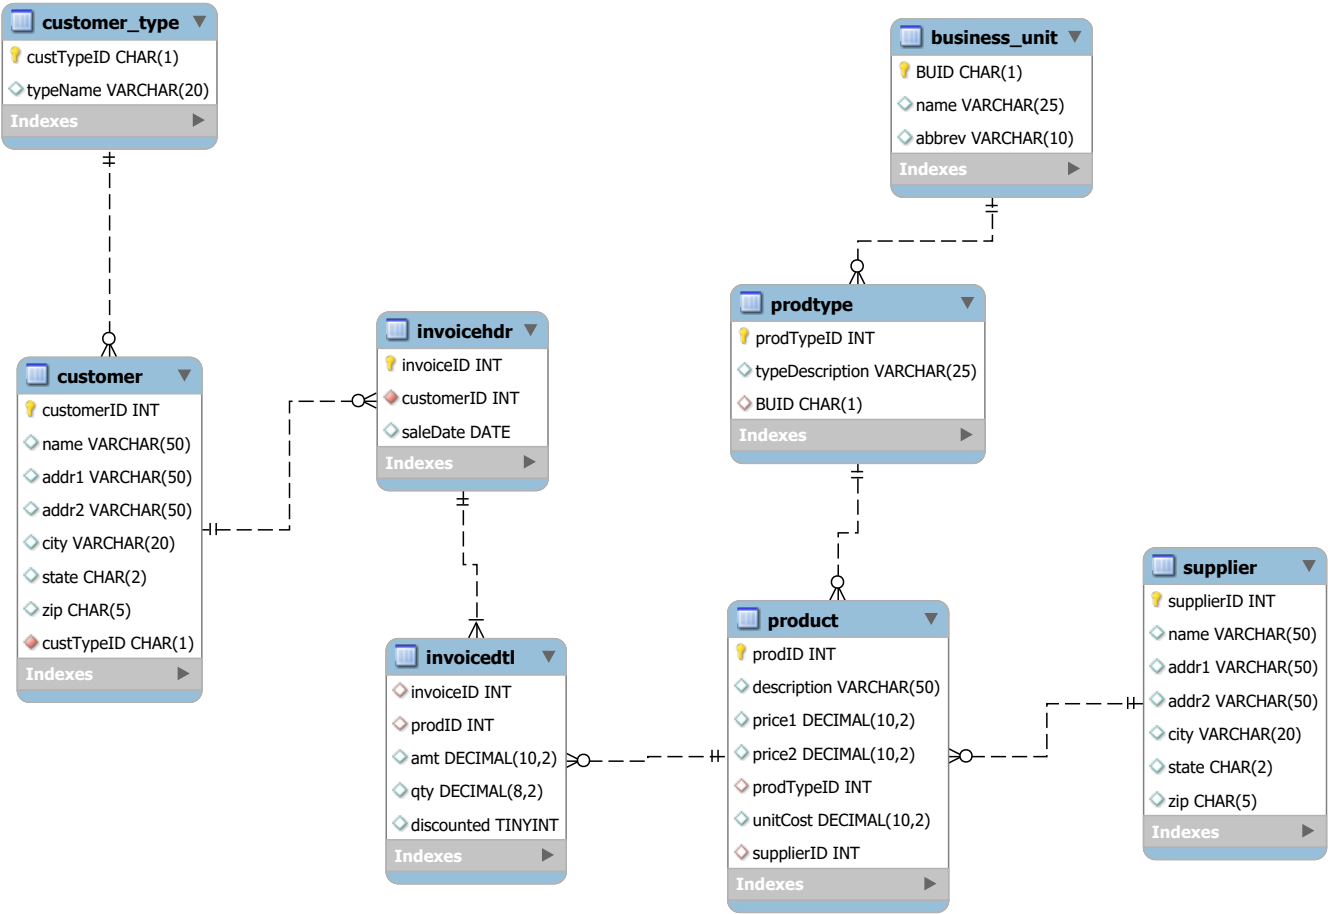 customer_type
custTypeID CHAR(1)
typeName VARCHAR(20)
Indexes
business_unit
BUID CHAR(1)
name VARCHAR(25)
abbrev VARCHAR(10)
Indexes
customer
customerID INT
name VARCHAR(50)
addr1 VARCHAR(50)
addr2 VARCHAR(50)
city VARCHAR(20)
state CHAR(2)
zip CHAR(5)
custTypeID CHAR(1)
Indexes
invoicehdr
invoiceID INT
customerID INT
saleDate DATE
Indexes
prodtype
prodTypeID INT
typeDescription VARCHAR(25)
BUID CHAR(1)
Indexes
invoicedtl
invoiceID INT
prodID INT
amt DECIMAL(10,2)
qty DECIMAL(8,2)
discounted TINYINT
Indexes
product
prodID INT
description VARCHAR(50)
price1 DECIMAL(10,2)
price2 DECIMAL(10,2)
prodTypeID INT
unitCost DECIMAL(10,2)
supplierID INT
Indexes
supplier
supplierID INT
name VARCHAR(50)
addr1 VARCHAR(50)
addr2 VARCHAR(50)
city VARCHAR(20)
state CHAR(2)
zip CHAR(5)
Indexes